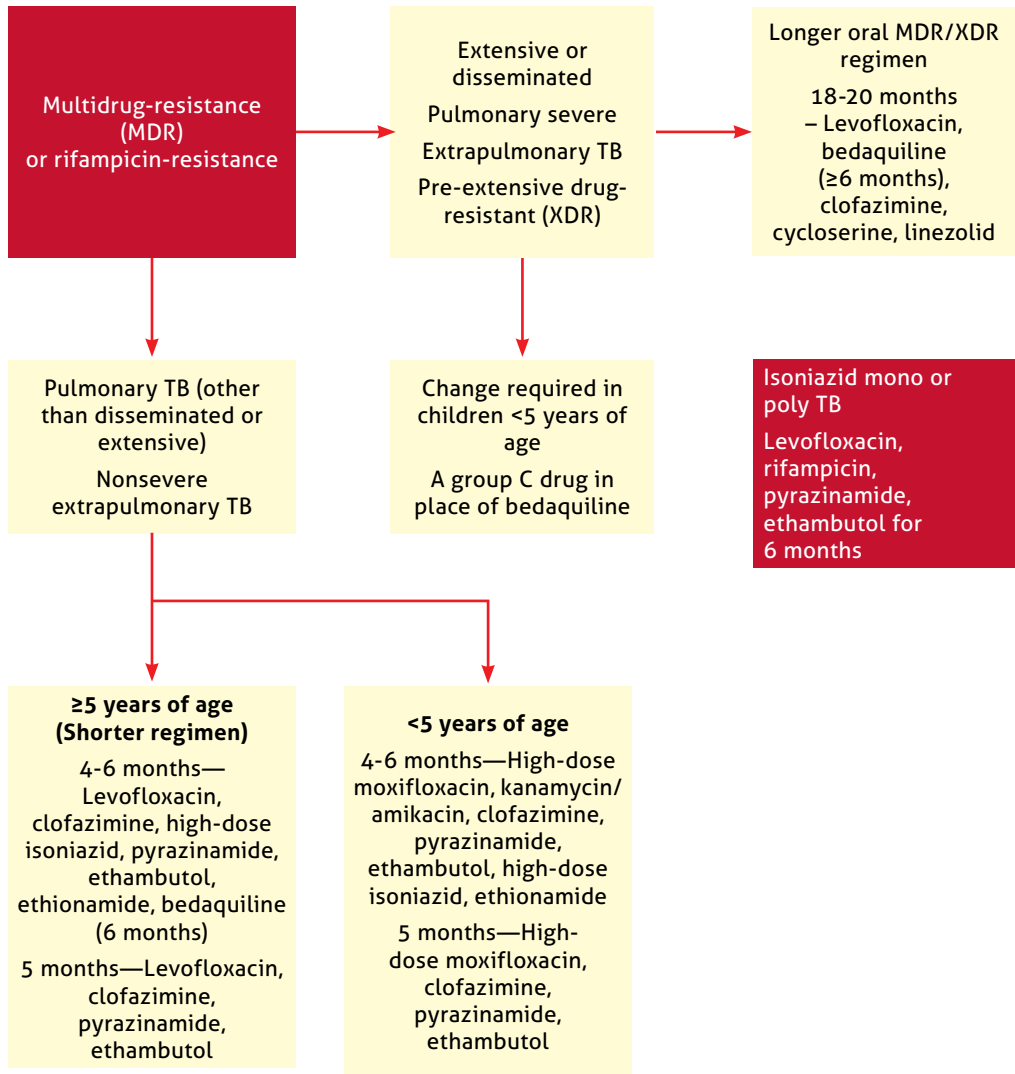 Multidrug-resistance
(MDR)
or rifampicin-resistance
Extensive or
disseminated
Pulmonary severe
Extrapulmonary TB
Pre-extensive drug-
resistant (XDR)
Longer oral MDR/XDR
regimen
18-20 months
– Levofloxacin,
bedaquiline
(≥6 months),
clofazimine,
cycloserine, linezolid
Pulmonary TB (other
than disseminated or
extensive)
Nonsevere
extrapulmonary TB
Change required in
children <5 years of
age
A group C drug in
place of bedaquiline
Isoniazid mono or
poly TB
Levofloxacin,
rifampicin,
pyrazinamide,
ethambutol for
6 months
≥5 years of age
(Shorter regimen)
4-6 months—
Levofloxacin,
clofazimine, high-dose
isoniazid, pyrazinamide,
ethambutol,
ethionamide, bedaquiline
(6 months)
5 months—Levofloxacin,
clofazimine,
pyrazinamide,
ethambutol
<5 years of age
4-6 months—High-dose
moxifloxacin, kanamycin/
amikacin, clofazimine,
pyrazinamide,
ethambutol, high-dose
isoniazid, ethionamide
5 months—High-
dose moxifloxacin,
clofazimine,
pyrazinamide,
ethambutol